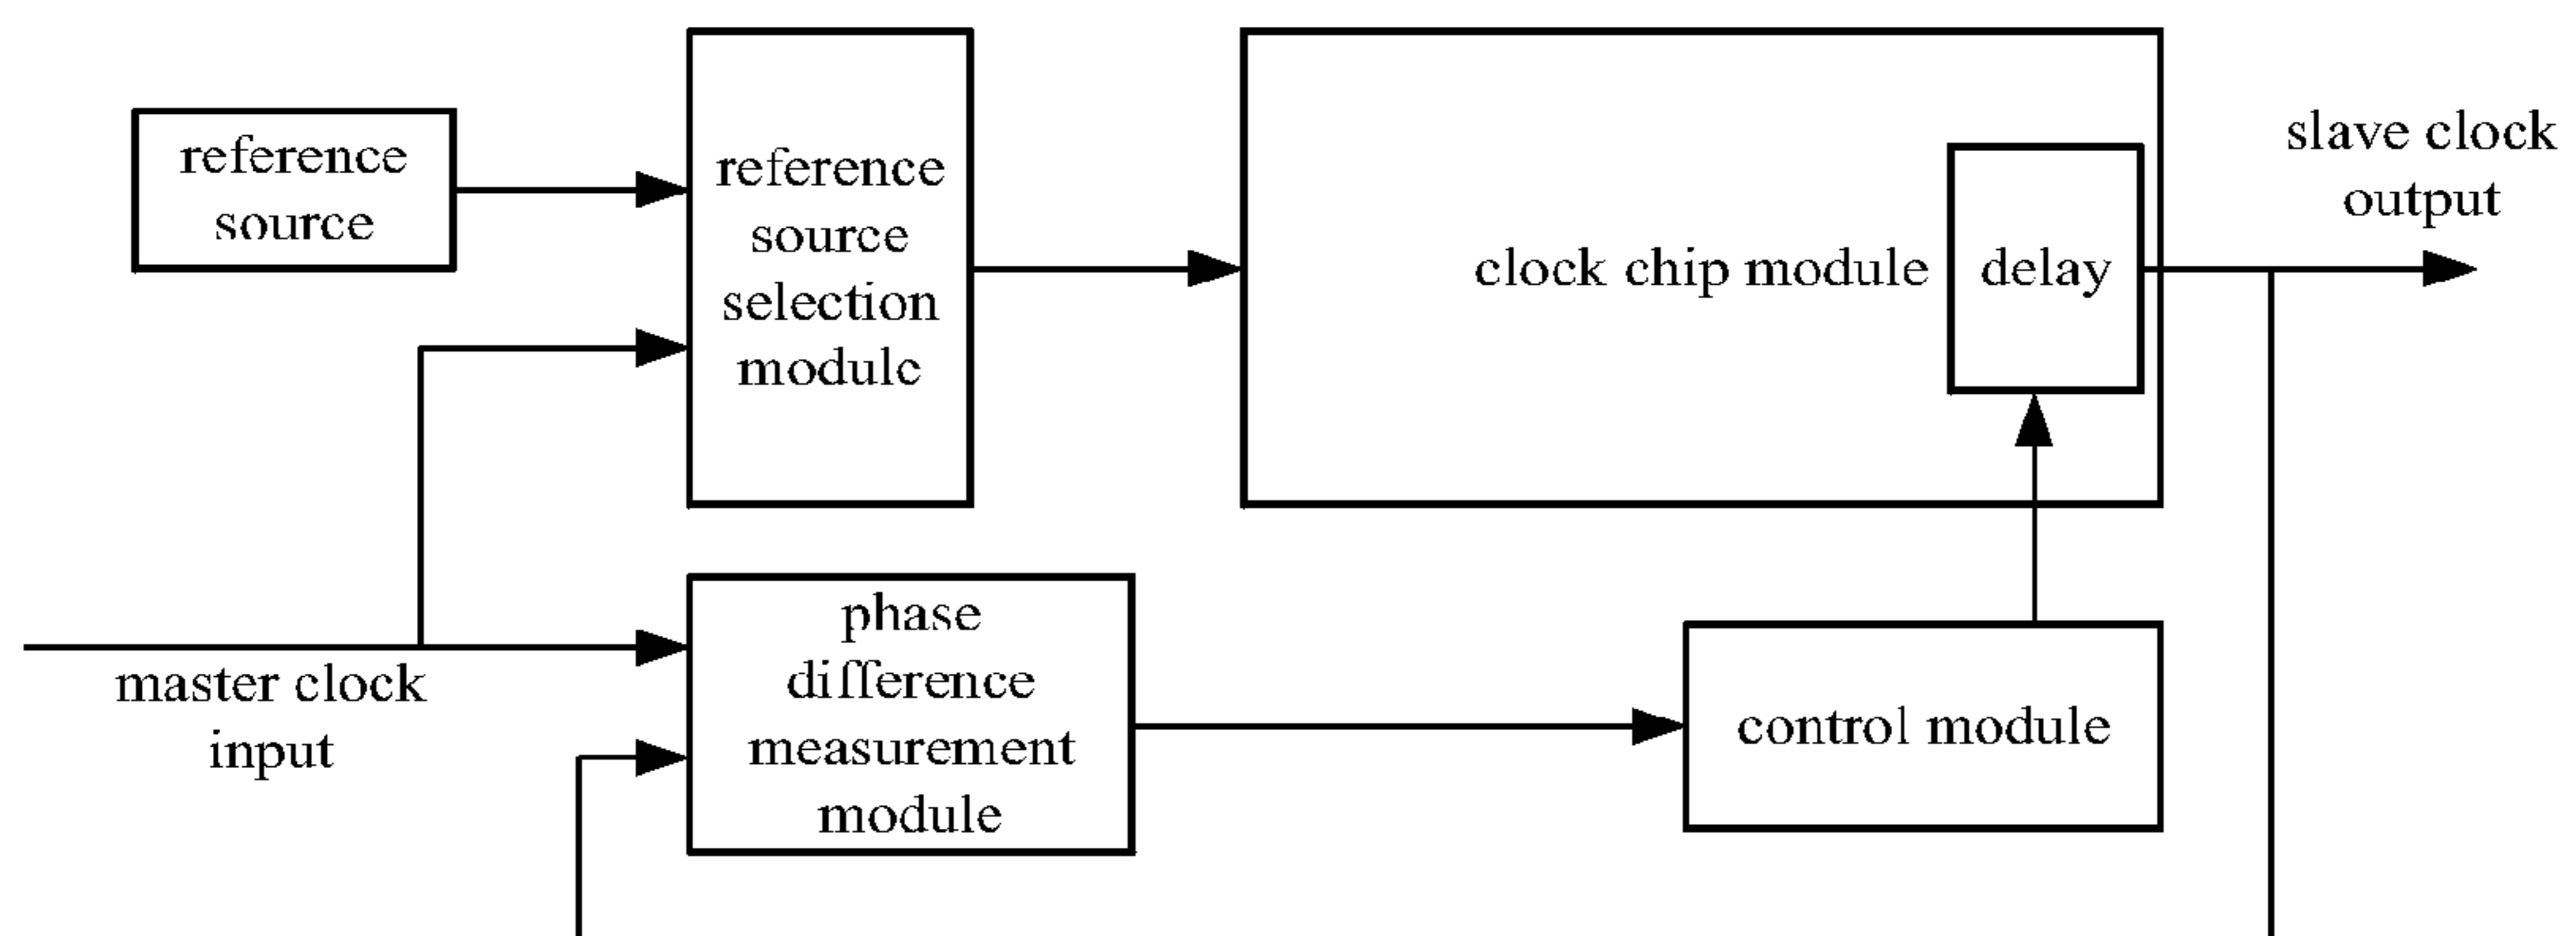 reference
source
reference
source
selection
module
clock chip module
delay
slave clock
output
master clock
input
phase
difference
measurement
module
control module